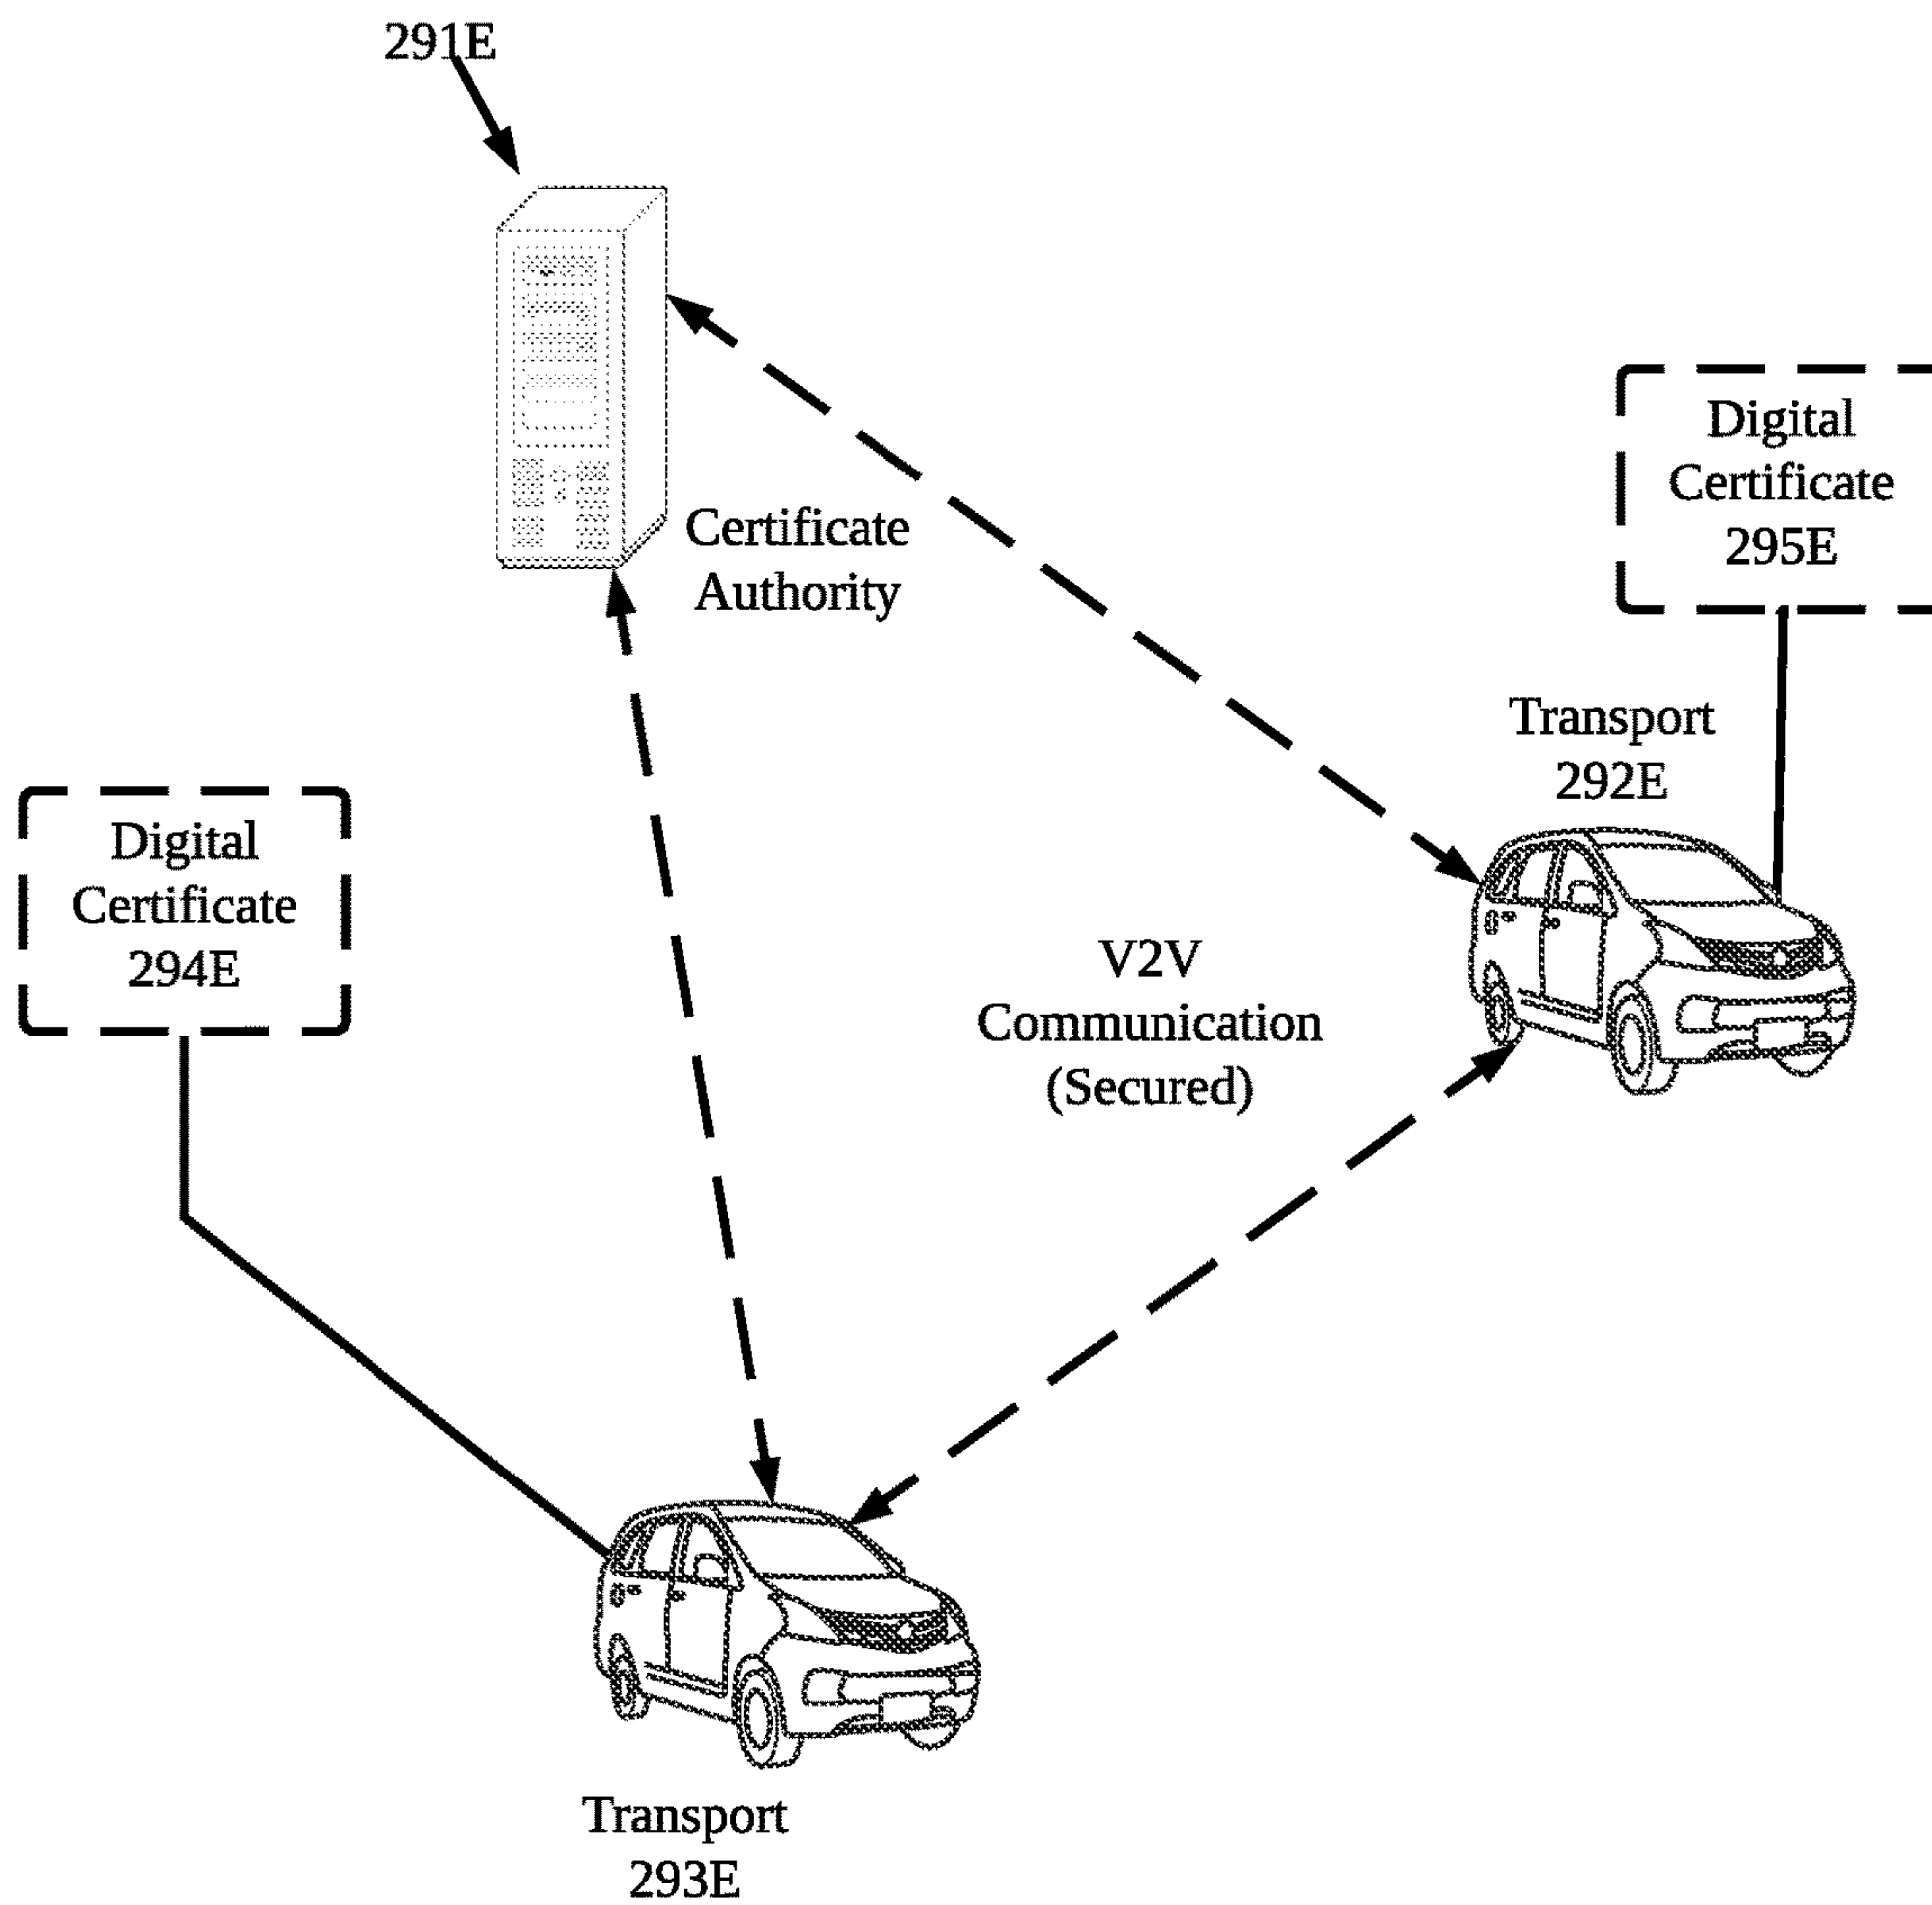 291E
Certificate
Authority
Digital
Certificate
295E
Transport
292E
Digital
Certificate
294E
V2V
Communication
(Secured)
Transport
293E